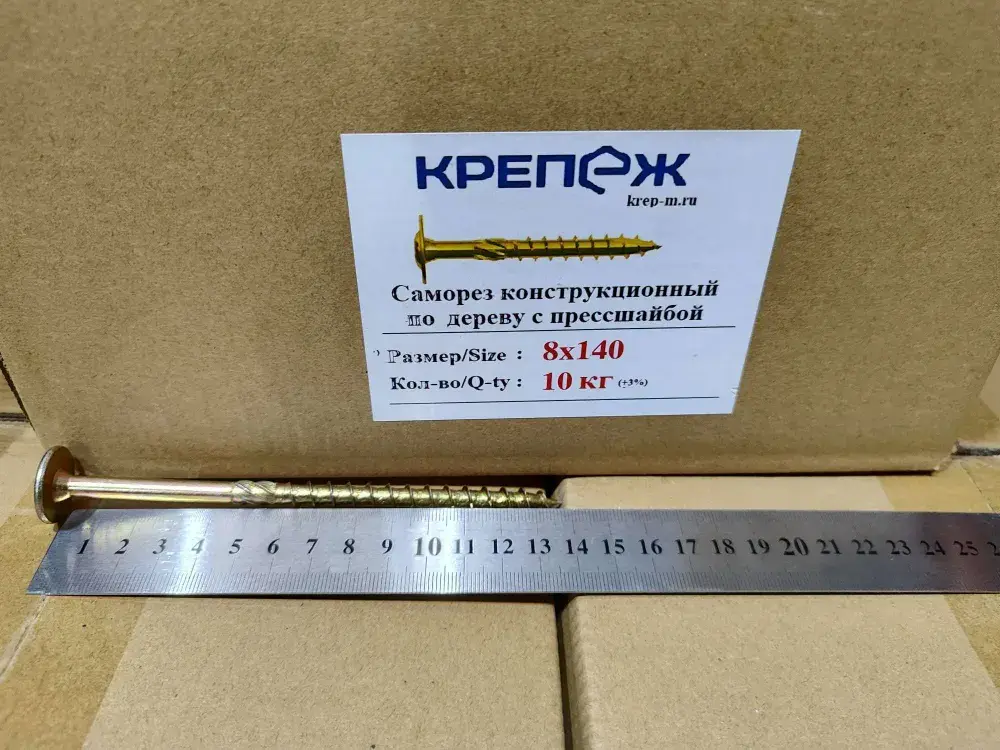 КРЕПЕЖ
krep-m.ru
Саморез конструкционный
по дереву с прессшайбой
Размер/Size : 8x140
Кол-во/Q-ty : 10 кг (±3%)
1 2 3 4 5 6 7 8 9 10 11 12 13 14 15 16 17 18 19 20 21 22 23 24 25